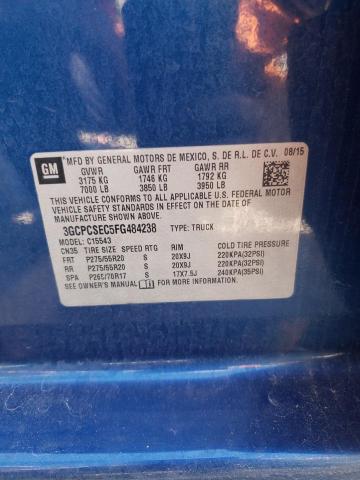 GM
MFD BY GENERAL MOTORS DE MEXICO, S. DE R.L. DE C.V. 08/15
GVWR GAWR FRT GAWR RR
3175 KG 1746 KG 1792 KG
7000 LB 3850 LB 3950 LB
THIS VEHICLE CONFORMS TO ALL APPLICABLE
U.S. FEDERAL MOTOR
VEHICLE SAFETY STANDARDS IN EFFECT ON THE DATE OF
MANUFACTURE SHOWN ABOVE.
3GCPCSEC5FG484238 TYPE: TRUCK
MODEL: C15543
CN35 TIRE SIZE SPEED RTG RIM COLD TIRE PRESSURE
FRT P275/55R20 S 20X9J 220KPA(32PSI)
RR P275/55R20 S 20X9J 220KPA(32PSI)
SPA P265/70R17 S 17X7.5J 240KPA(35PSI)
SEE OWNER'S MANUAL FOR MORE INFORMATION.